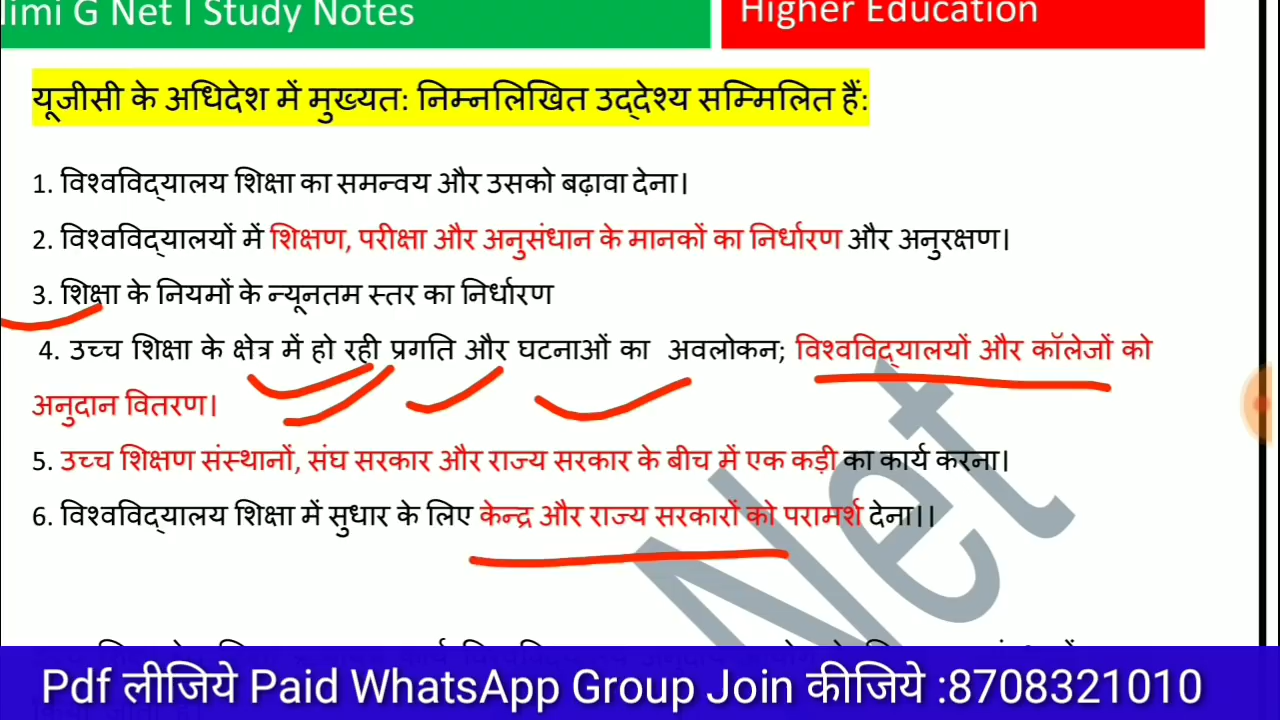 imi G Net I Study Notes
Higher Education
यूजीसी के अधिदेश में मुख्यत: निम्नलिखित उद्देश्य सम्मिलित हैं:
1. विश्वविद्यालय शिक्षा का समन्वय और उसको बढ़ावा देना।
2. विश्वविद्यालयों में शिक्षण, परीक्षा और अनुसंधान के मानकों का निर्धारण और अनुरक्षण।
3. शिक्षा के नियमों के न्यूनतम स्तर का निर्धारण
4. उच्च शिक्षा के क्षेत्र में हो रही प्रगति और घटनाओं का अवलोकन; विश्वविद्यालयों और कॉलेजों को
अनुदान वितरण।
5. उच्च शिक्षण संस्थानों, संघ सरकार और राज्य सरकार के बीच में एक कड़ी का कार्य करना।
6. विश्वविद्यालय शिक्षा में सुधार के लिए केन्द्र और राज्य सरकारों को परामर्श देना।।
Net
Pdf लीजिये Paid WhatsApp Group Join कीजिये :8708321010